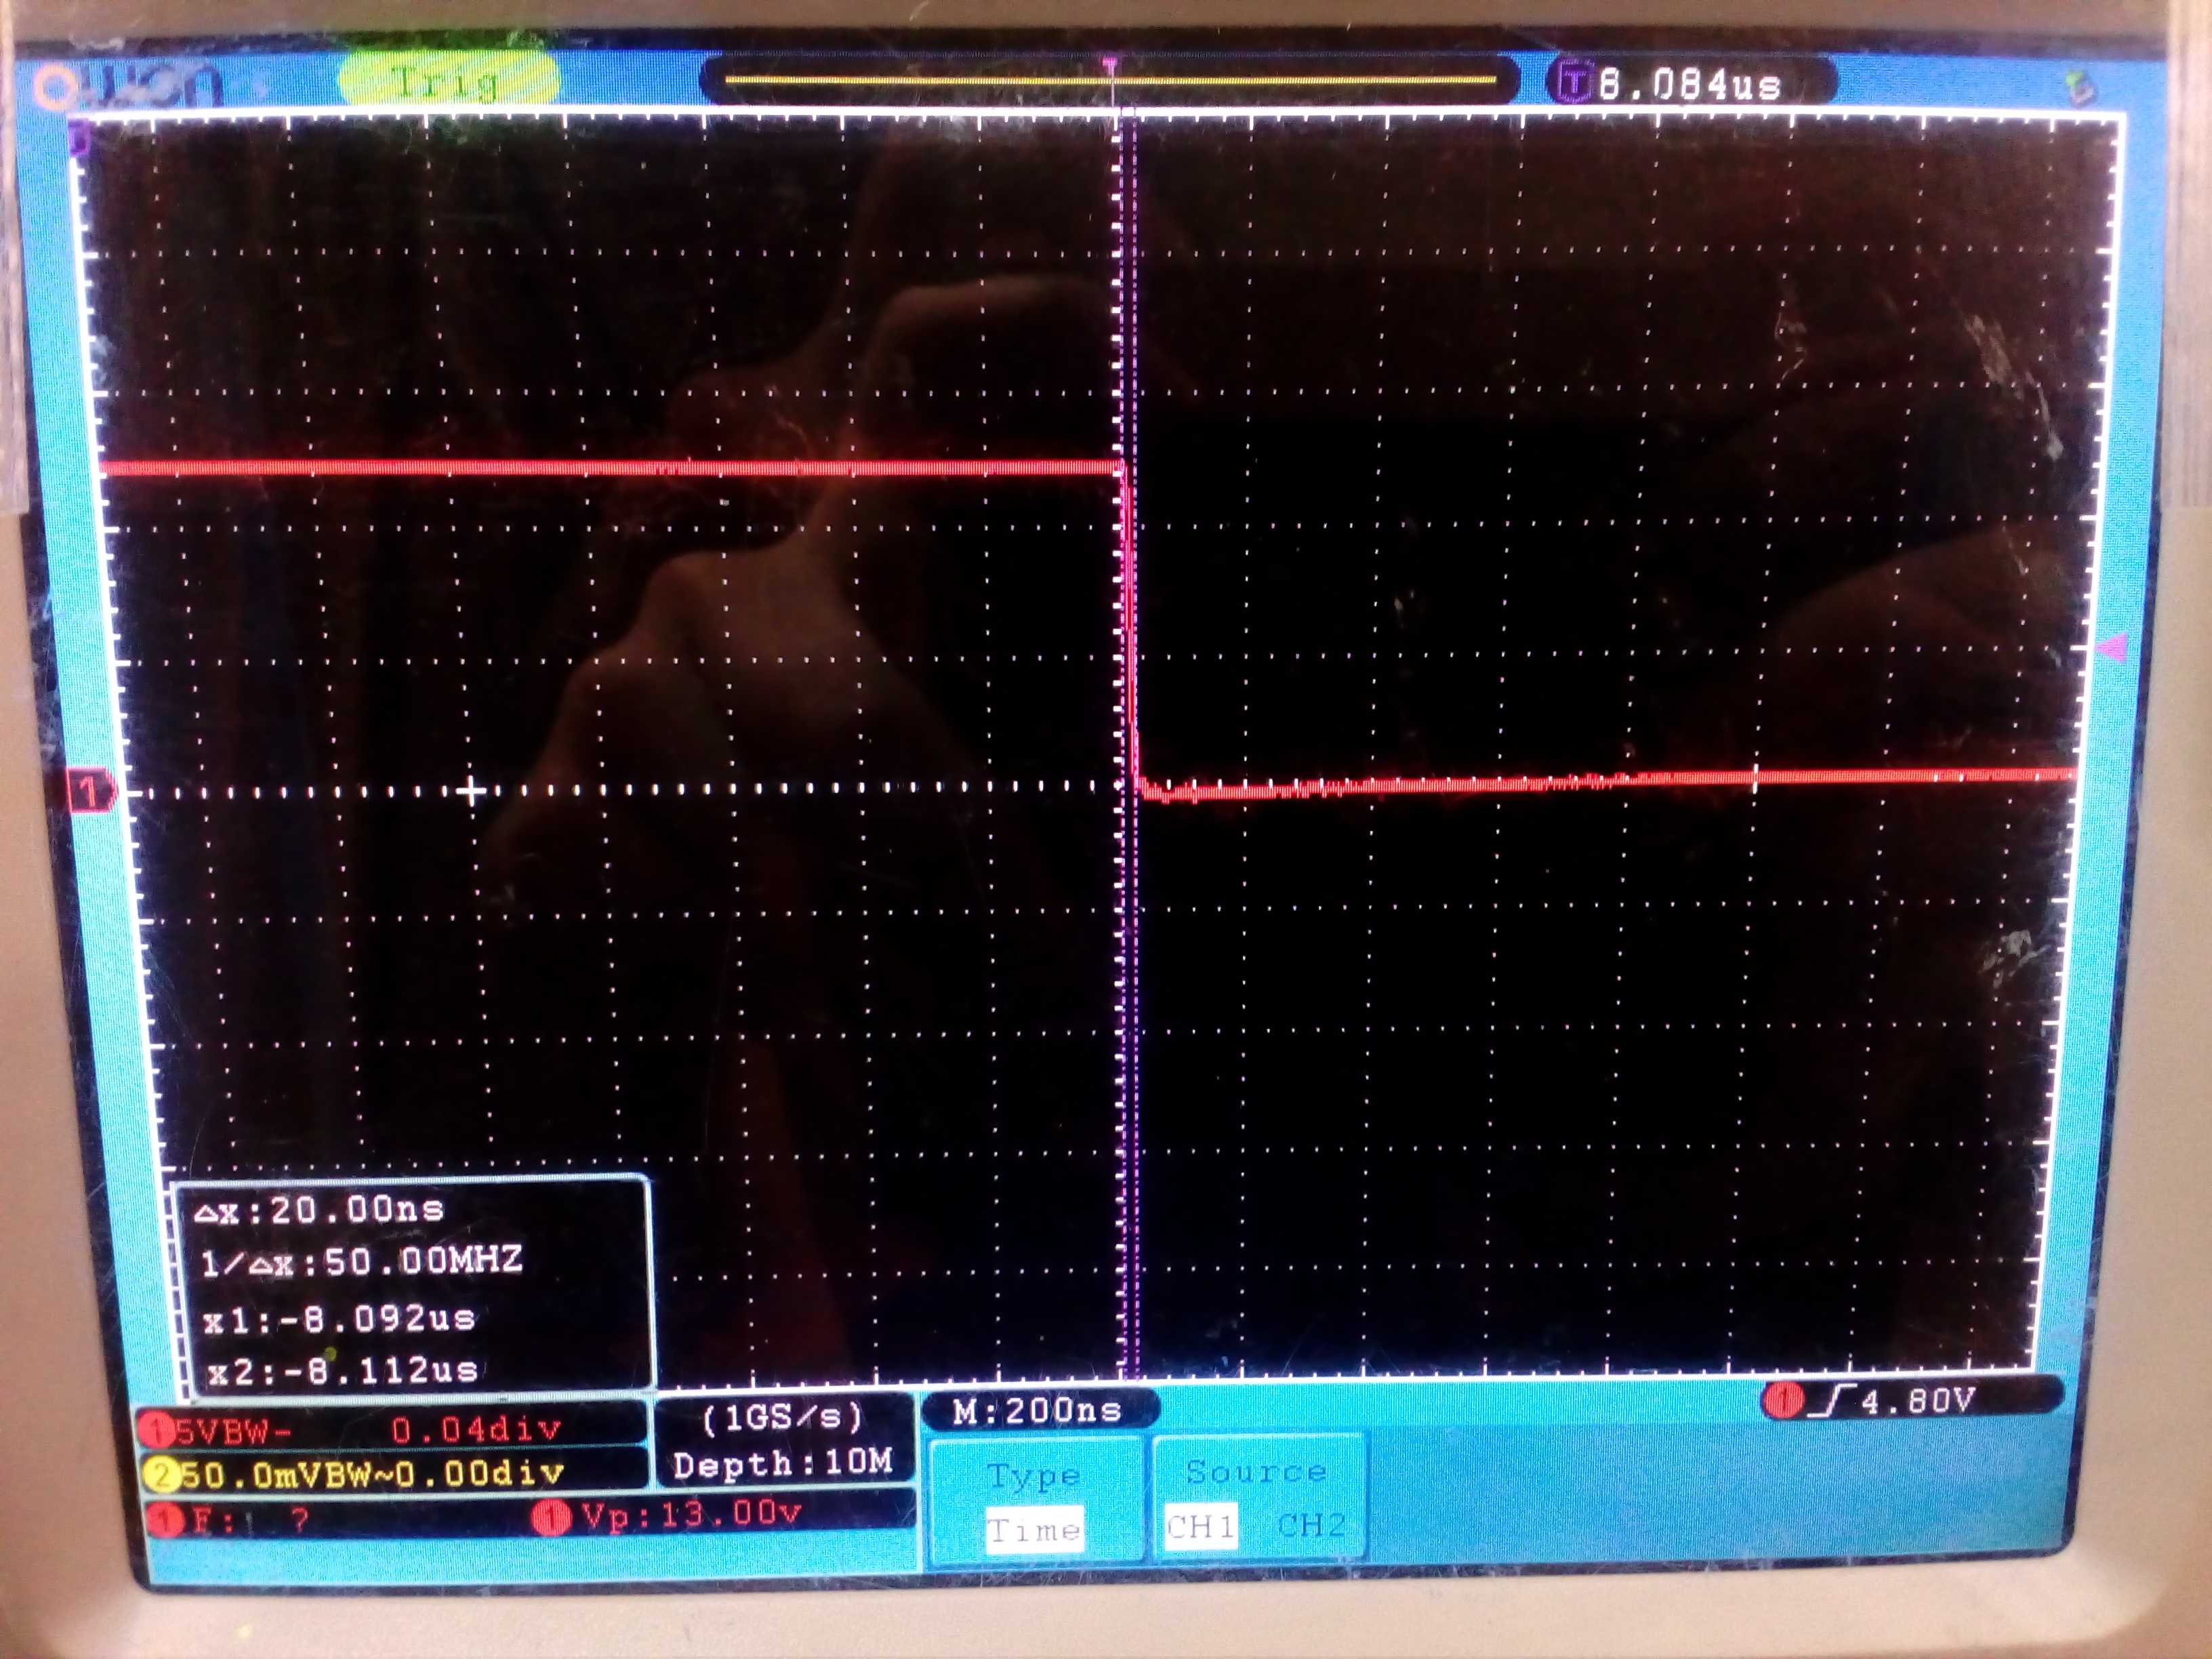 owon Trig T 8.084us
T
1
△x:20.00ns
1/△x:50.00MHZ
x1:-8.092us
x2:-8.112us
1 5VBW- 0.04div
(1GS/s)
M:200ns
1 4.80V
2 50.0mVBW~0.00div
Depth:10M
Type
Source
1 F: ?
1 Vp:13.00v
Time
CH1 CH2